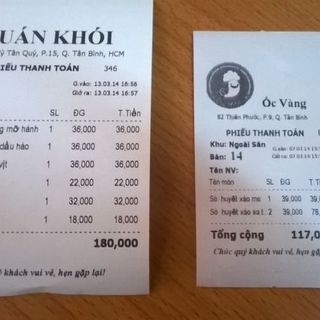 UÁN KHÓI
ỳ Tân Quý, P.15, Q. Tân Bình, HCM
PHIẾU THANH TOÁN 346
G.vào: 13.03.14 16:56
Giờ ra: 13.03.14 16:57
SL ĐG T.Tiền
ng mỡ hành 1 36,000 36,000
dầu hào 1 36,000 36,000
vịt 1 36,000 36,000
1 22,000 22,000
1 32,000 32,000
1 18,000 18,000
180,000
khách vui vẻ, hẹn gặp lại!
Ốc Vàng
82 Thiên Phước, P.9, Q. Tân Bình
PHIẾU THANH TOÁN
Khu: Ngoài Sân
Bàn: 14
Tên NV:
Tên món SL ĐG
Sò huyết xào me 1 39,000 39,
Sò huyết xào sa 2 39,000 78,
Tổng cộng 117,0
Chúc quý khách vui vẻ, hẹn gặp